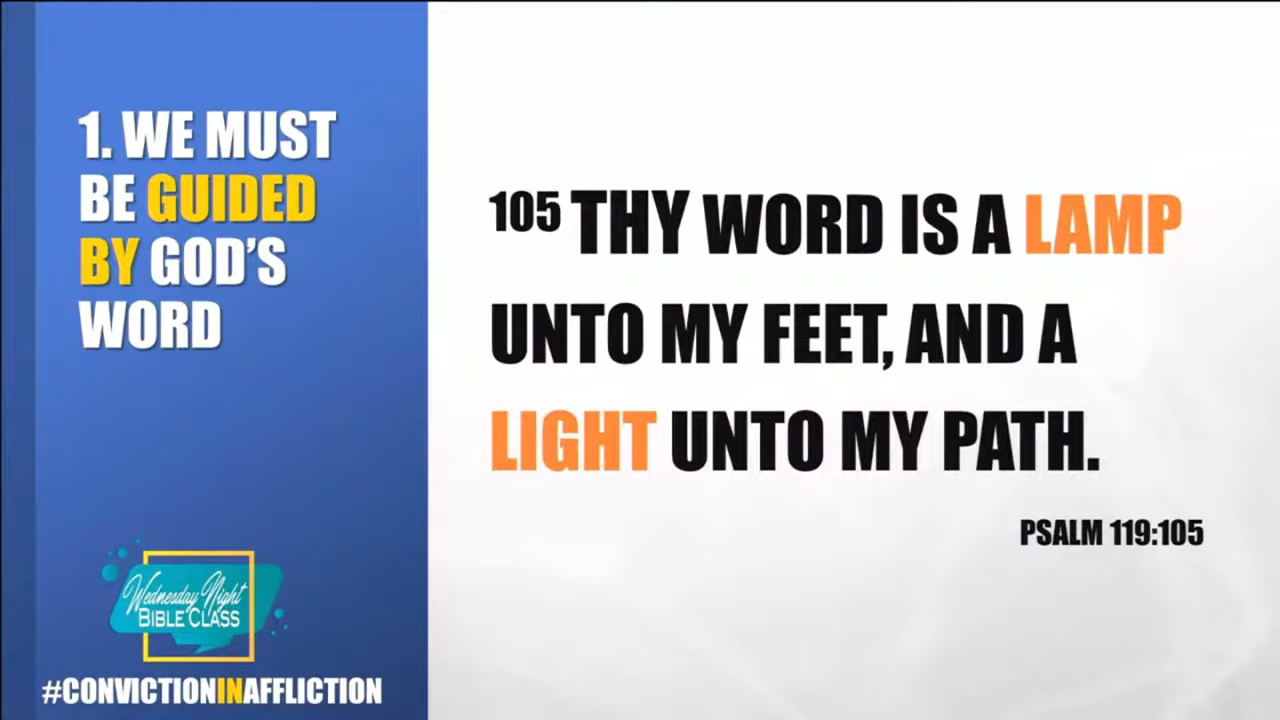 1. WE MUST
BE GUIDED
BY GOD'S
WORD
105 THY WORD IS A LAMP
UNTO MY FEET, AND A
LIGHT UNTO MY PATH.
PSALM 119:105
Wednesday Night
BIBLE CLASS
#CONVICTIONINAFFLICTION